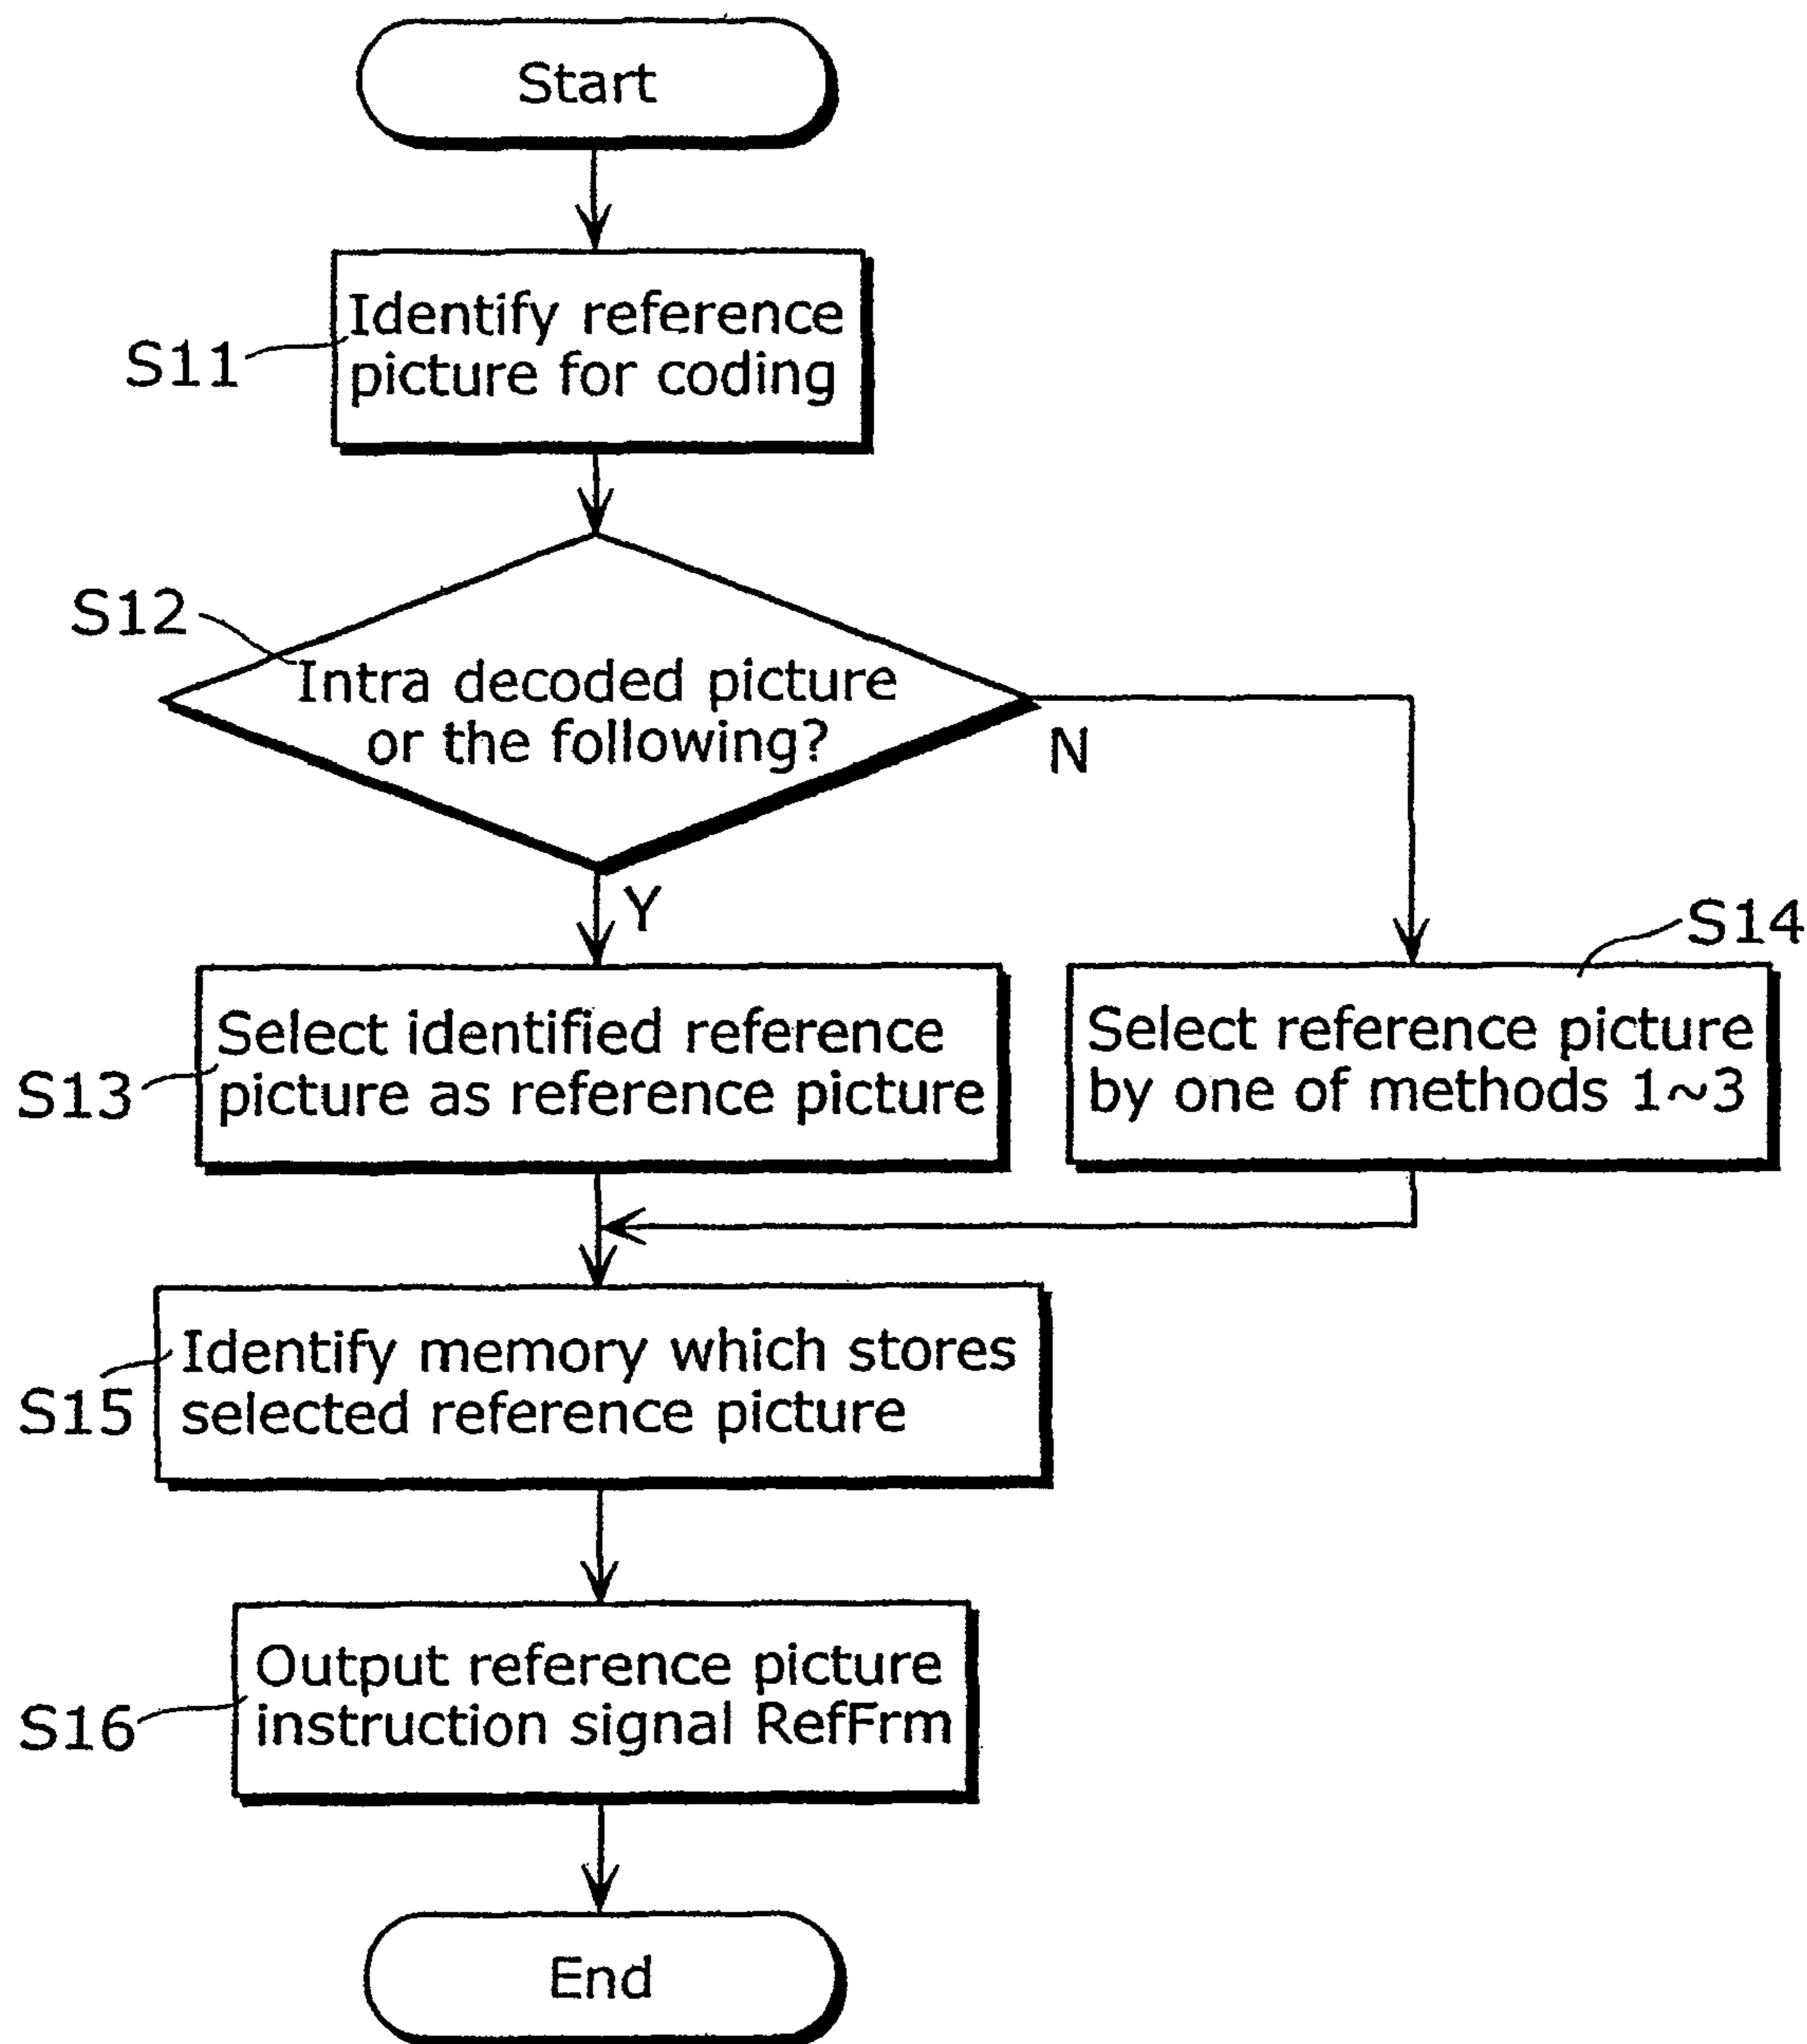 Start
S11
Identify reference
picture for coding
S12
Intra decoded picture
or the following?
N
Y
S13
Select identified reference
picture as reference picture
S14
Select reference picture
by one of methods 1~3
S15
Identify memory which stores
selected reference picture
S16
Output reference picture
instruction signal RefFrm
End